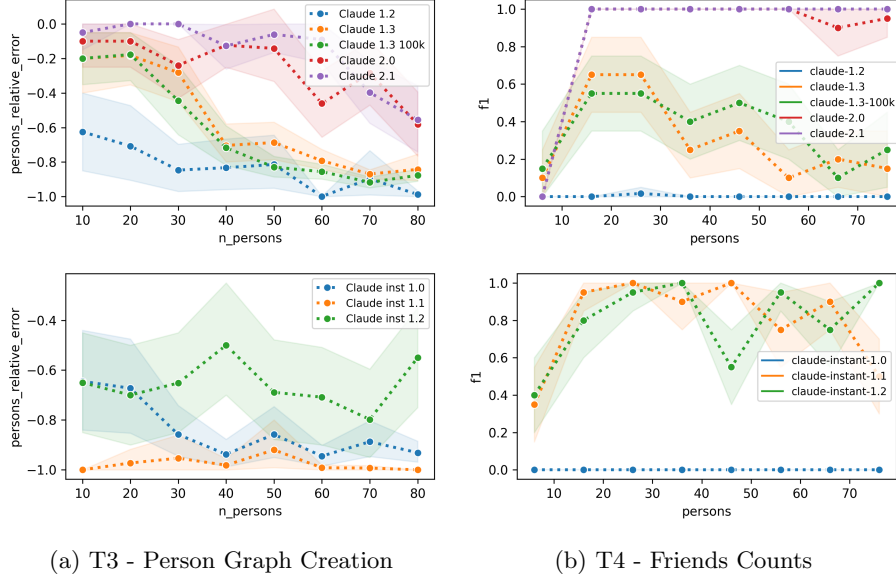 0.0
−0.2
−0.4
−0.6
−0.8
−1.0
persons_relative_error
10 20 30 40 50 60 70 80
n_persons
Claude 1.2
Claude 1.3
Claude 1.3 100k
Claude 2.0
Claude 2.1
1.0
0.8
0.6
0.4
0.2
0.0
f1
10 20 30 40 50 60 70
persons
claude-1.2
claude-1.3
claude-1.3-100k
claude-2.0
claude-2.1
−0.4
−0.6
−0.8
−1.0
persons_relative_error
10 20 30 40 50 60 70 80
n_persons
Claude inst 1.0
Claude inst 1.1
Claude inst 1.2
1.0
0.8
0.6
0.4
0.2
0.0
f1
10 20 30 40 50 60 70
persons
claude-instant-1.0
claude-instant-1.1
claude-instant-1.2
(a) T3 - Person Graph Creation
(b) T4 - Friends Counts